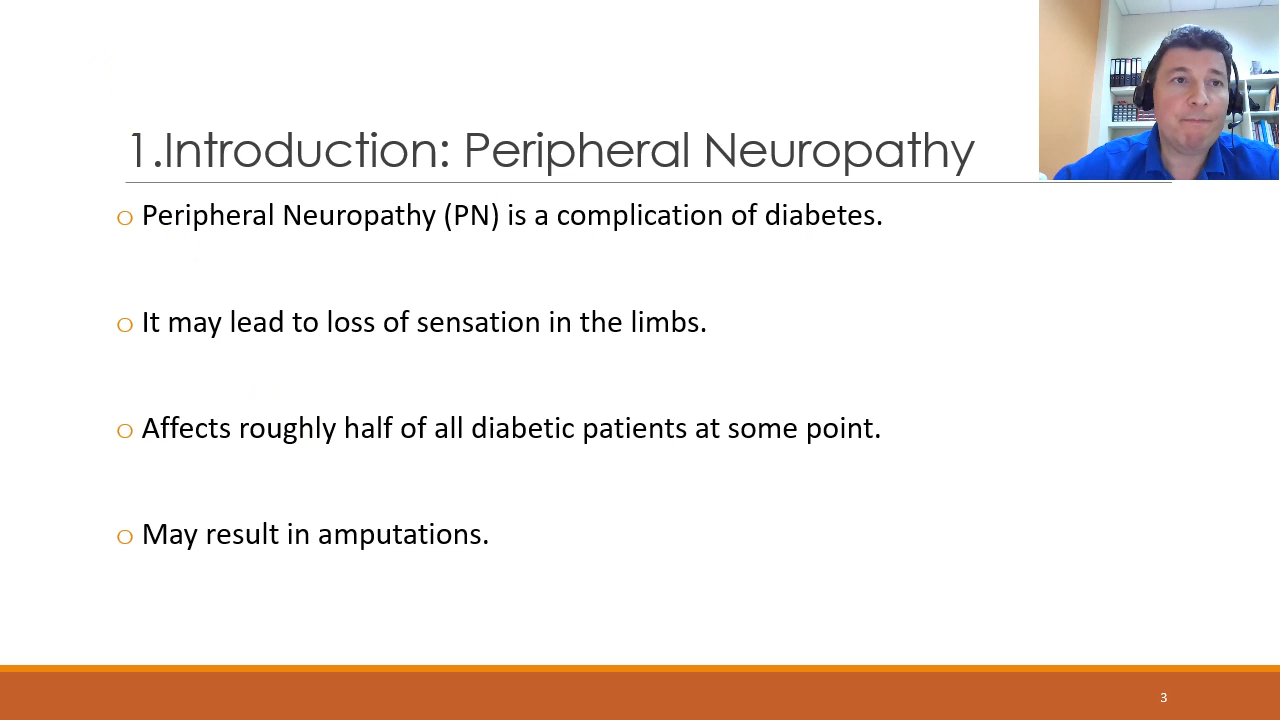 1.Introduction: Peripheral Neuropathy
o Peripheral Neuropathy (PN) is a complication of diabetes.
o It may lead to loss of sensation in the limbs.
o Affects roughly half of all diabetic patients at some point.
o May result in amputations.
3